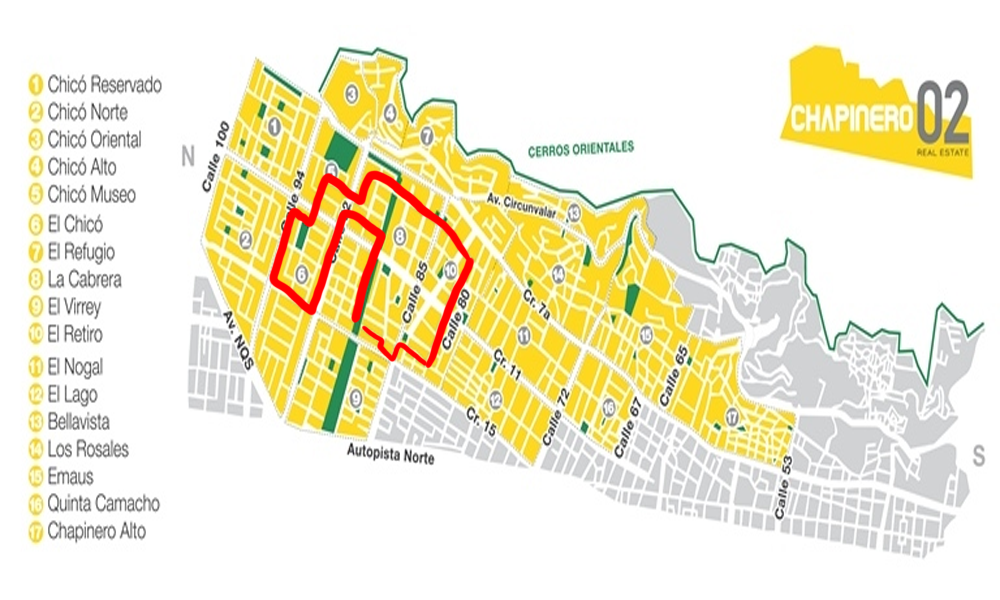 1 Chicó Reservado
2 Chicó Norte
3 Chicó Oriental
4 Chicó Alto
5 Chicó Museo
6 El Chicó
7 El Refugio
8 La Cabrera
9 El Virrey
10 El Retiro
11 El Nogal
12 El Lago
13 Bellavista
14 Los Rosales
15 Emaus
16 Quinta Camacho
17 Chapinero Alto
N
Calle 100
Calle 94
Av. NQS
1
2
3
4
7
6
8
9
10
11
12
13
14
15
16
17
CERROS ORIENTALES
Av. Circunvalar
Calle 85
Calle 80
Cr. 7a
Cr. 11
Cr. 15
Calle 72
Calle 67
Calle 65
Calle 53
Autopista Norte
S
CHAPINERO 02
REAL ESTATE